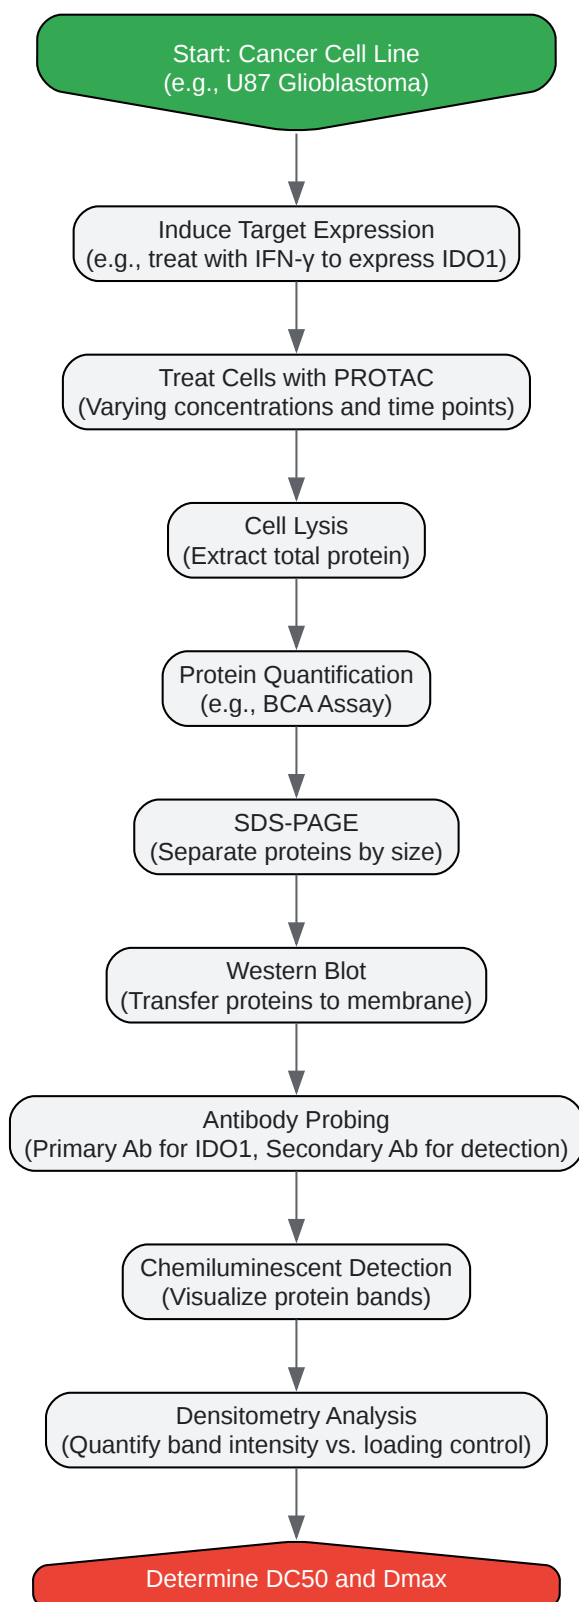 Start: Cancer Cell Line
(e.g., U87 Glioblastoma)
Induce Target Expression
(e.g., treat with IFN-γ to express IDO1)
Treat Cells with PROTAC
(Varying concentrations and time points)
Cell Lysis
(Extract total protein)
Protein Quantification
(e.g., BCA Assay)
SDS-PAGE
(Separate proteins by size)
Western Blot
(Transfer proteins to membrane)
Antibody Probing
(Primary Ab for IDO1, Secondary Ab for detection)
Chemiluminescent Detection
(Visualize protein bands)
Densitometry Analysis
(Quantify band intensity vs. loading control)
Determine DC50 and Dmax